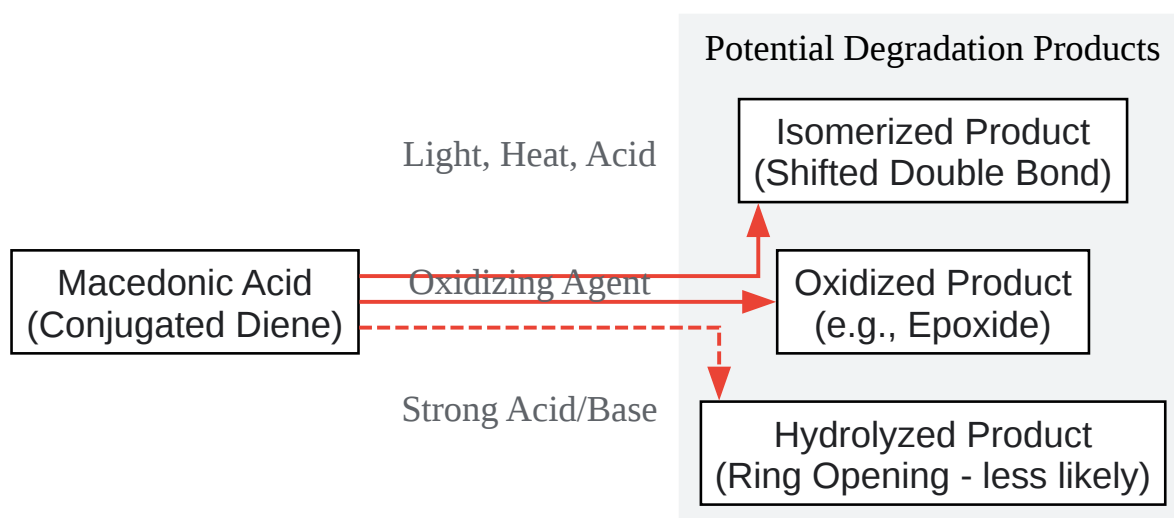 Potential Degradation Products
Light, Heat, Acid
Isomerized Product
(Shifted Double Bond)
Macedonic Acid
(Conjugated Diene)
Oxidizing Agent
Oxidized Product
(e.g., Epoxide)
Strong Acid/Base
Hydrolyzed Product
(Ring Opening - less likely)